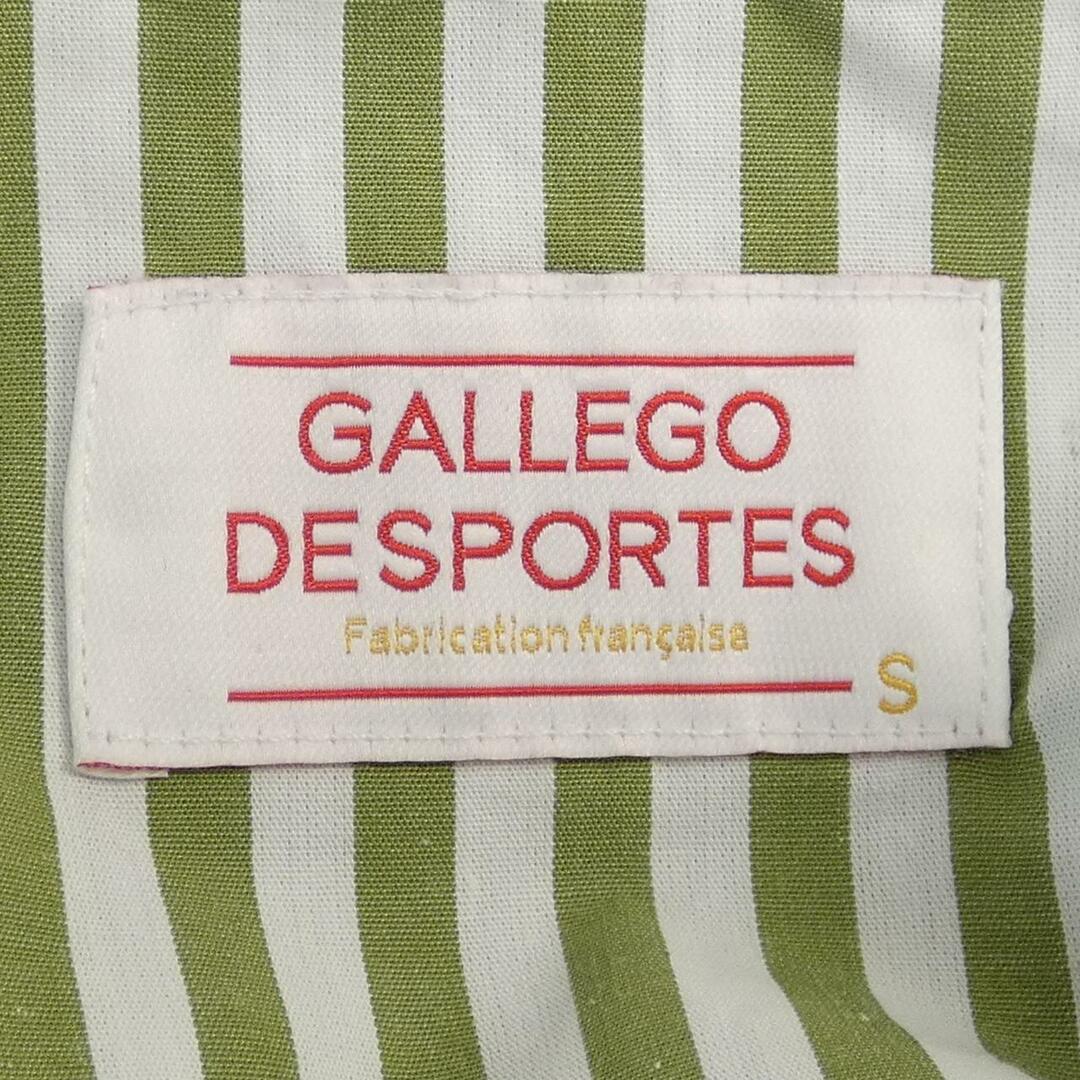 GALLEGO
DESPORTES
Fabrication française
S